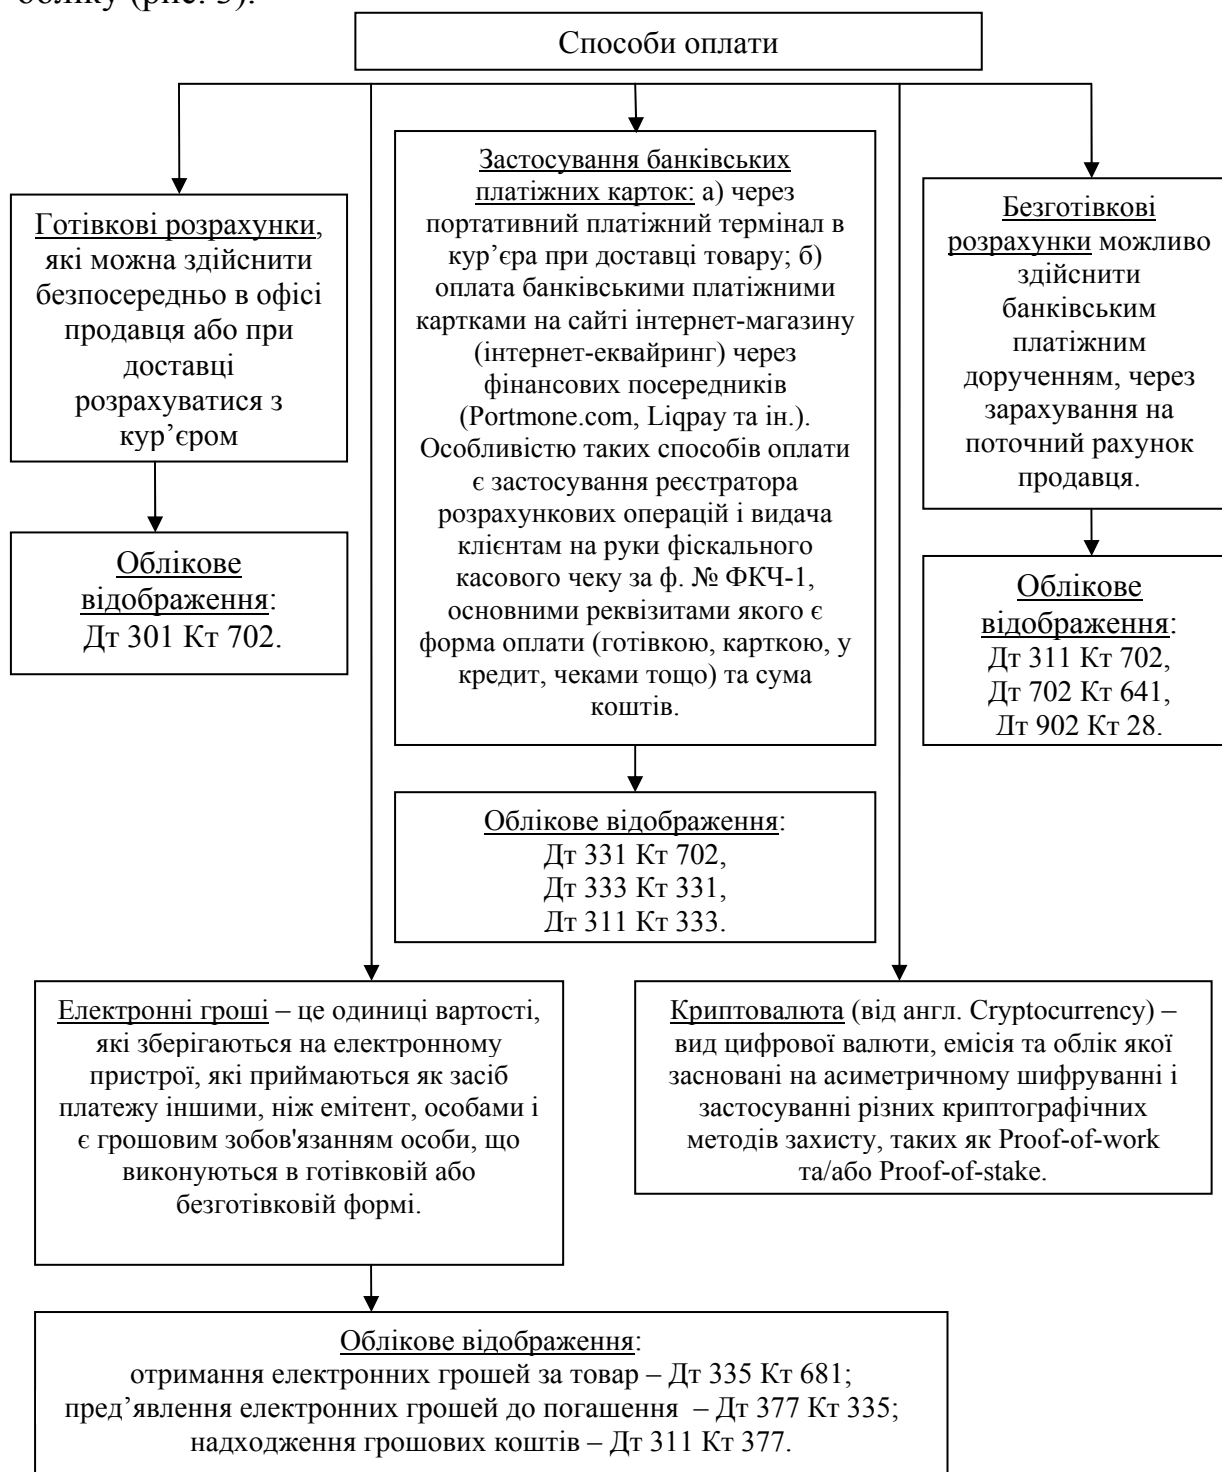 обліку (рис. 3).
Способи оплати
Готівкові розрахунки,
які можна здійснити
безпосередньо в офісі
продавця або при
доставці
розрахуватися з
кур’єром
Облікове
відображення:
Дт 301 Кт 702.
Застосування банківських
платіжних карток: а) через
портативний платіжний термінал в
кур’єра при доставці товару; б)
оплата банківськими платіжними
картками на сайті інтернет-магазину
(інтернет-еквайринг) через
фінансових посередників
(Portmone.com, Liqpay та ін.).
Особливістю таких способів оплати
є застосування реєстратора
розрахункових операцій і видача
клієнтам на руки фіскального
касового чеку за ф. № ФКЧ-1,
основними реквізитами якого є
форма оплати (готівкою, карткою, у
кредит, чеками тощо) та сума
коштів.
Облікове відображення:
Дт 331 Кт 702,
Дт 333 Кт 331,
Дт 311 Кт 333.
Безготівкові
розрахунки можливо
здійснити
банківським
платіжним
дорученням, через
зарахування на
поточний рахунок
продавця.
Облікове
відображення:
Дт 311 Кт 702,
Дт 702 Кт 641,
Дт 902 Кт 28.
Електронні гроші – це одиниці вартості,
які зберігаються на електронному
пристрої, які приймаються як засіб
платежу іншими, ніж емітент, особами і
є грошовим зобов'язанням особи, що
виконуються в готівковій або
безготівковій формі.
Криптовалюта (від англ. Cryptocurrency) –
вид цифрової валюти, емісія та облік якої
засновані на асиметричному шифруванні і
застосуванні різних криптографічних
методів захисту, таких як Proof-of-work
та/або Proof-of-stake.
Облікове відображення:
отримання електронних грошей за товар – Дт 335 Кт 681;
пред’явлення електронних грошей до погашення – Дт 377 Кт 335;
надходження грошових коштів – Дт 311 Кт 377.